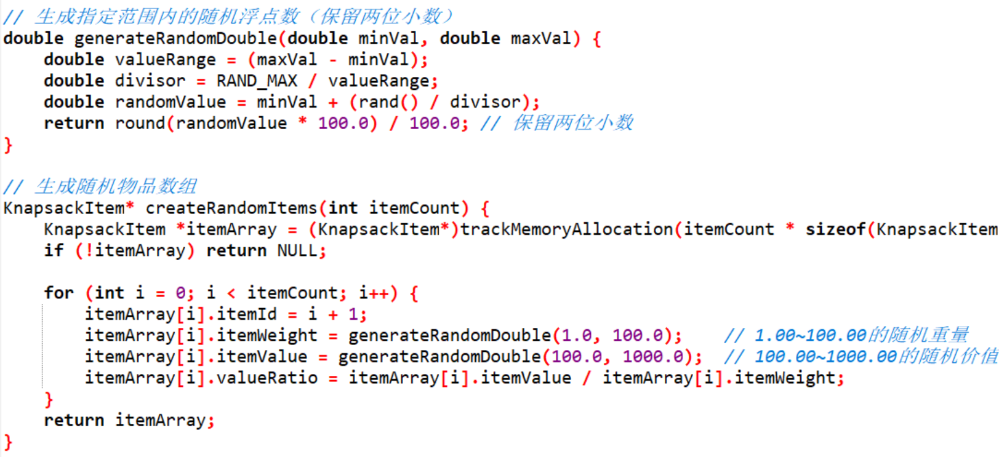 // 生成指定范围内的随机浮点数（保留两位小数）
double generateRandomDouble(double minVal, double maxVal) {
    double valueRange = (maxVal - minVal);
    double divisor = RAND_MAX / valueRange;
    double randomValue = minVal + (rand() / divisor);
    return round(randomValue * 100.0) / 100.0; // 保留两位小数
}

// 生成随机物品数组
KnapsackItem* createRandomItems(int itemCount) {
    KnapsackItem *itemArray = (KnapsackItem*)trackMemoryAllocation(itemCount * sizeof(KnapsackItem
    if (!itemArray) return NULL;

    for (int i = 0; i < itemCount; i++) {
        itemArray[i].itemId = i + 1;
        itemArray[i].itemWeight = generateRandomDouble(1.0, 100.0);    // 1.00~100.00的随机重量
        itemArray[i].itemValue = generateRandomDouble(100.0, 1000.0);  // 100.00~1000.00的随机价值
        itemArray[i].valueRatio = itemArray[i].itemValue / itemArray[i].itemWeight;
    }
    return itemArray;
}